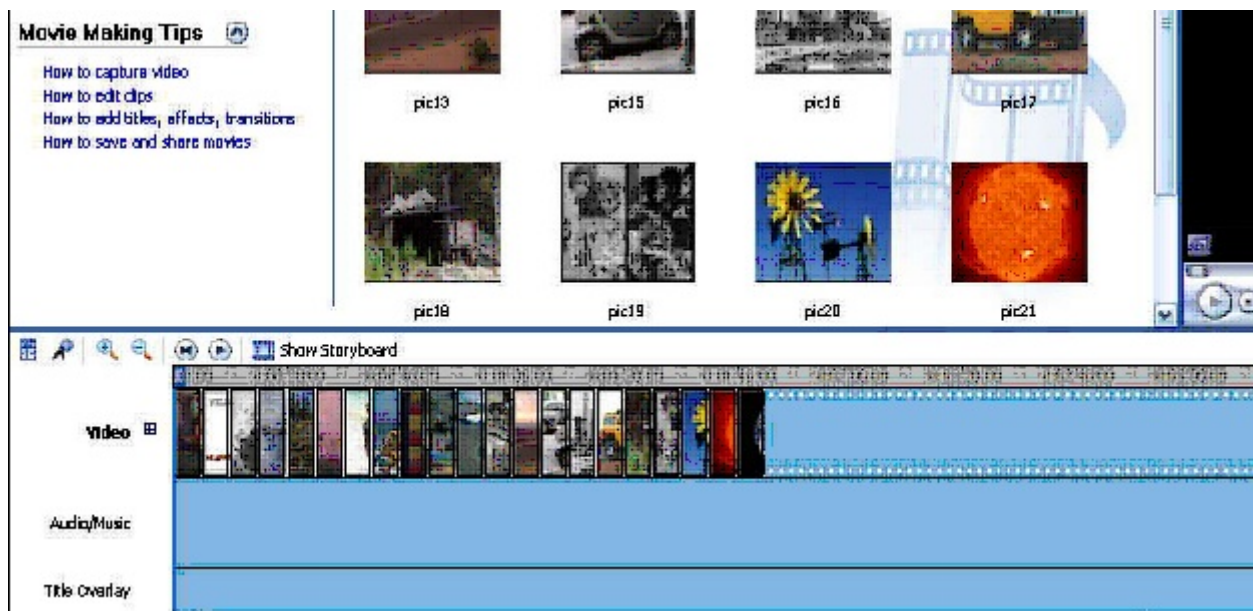 Movie Making Tips
How to capture video
How to edit clips
How to add titles, effects, transitions
How to save and share movies
pic13
pic15
pic16
pic17
pic18
pic19
pic20
pic21
Show Storyboard
Video
Audio/Music
Title Overlay